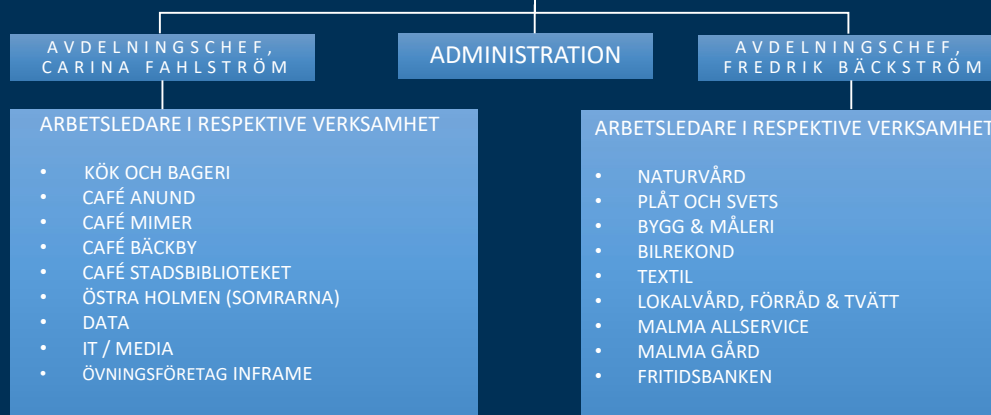 AVDELNINGSCHEF,
CARINA FAHLSTRÖM
ADMINISTRATION
AVDELNINGSCHEF,
FREDRIK BÄCKSTRÖM
ARBETSLEDARE I RESPEKTIVE VERKSAMHET
• KÖK OCH BAGERI
• CAFÉ ANUND
• CAFÉ MIMER
• CAFÉ BÄCKBY
• CAFÉ STADSBIBLIOTEKET
• ÖSTRA HOLMEN (SOMRARNA)
• DATA
• IT / MEDIA
• ÖVNINGSFÖRETAG INFRAME
ARBETSLEDARE I RESPEKTIVE VERKSAMHET
• NATURVÅRD
• PLÅT OCH SVETS
• BYGG & MÅLERI
• BILREKOND
• TEXTIL
• LOKALVÅRD, FÖRRÅD & TVÄTT
• MALMA ALLSERVICE
• MALMA GÅRD
• FRITIDSBANKEN